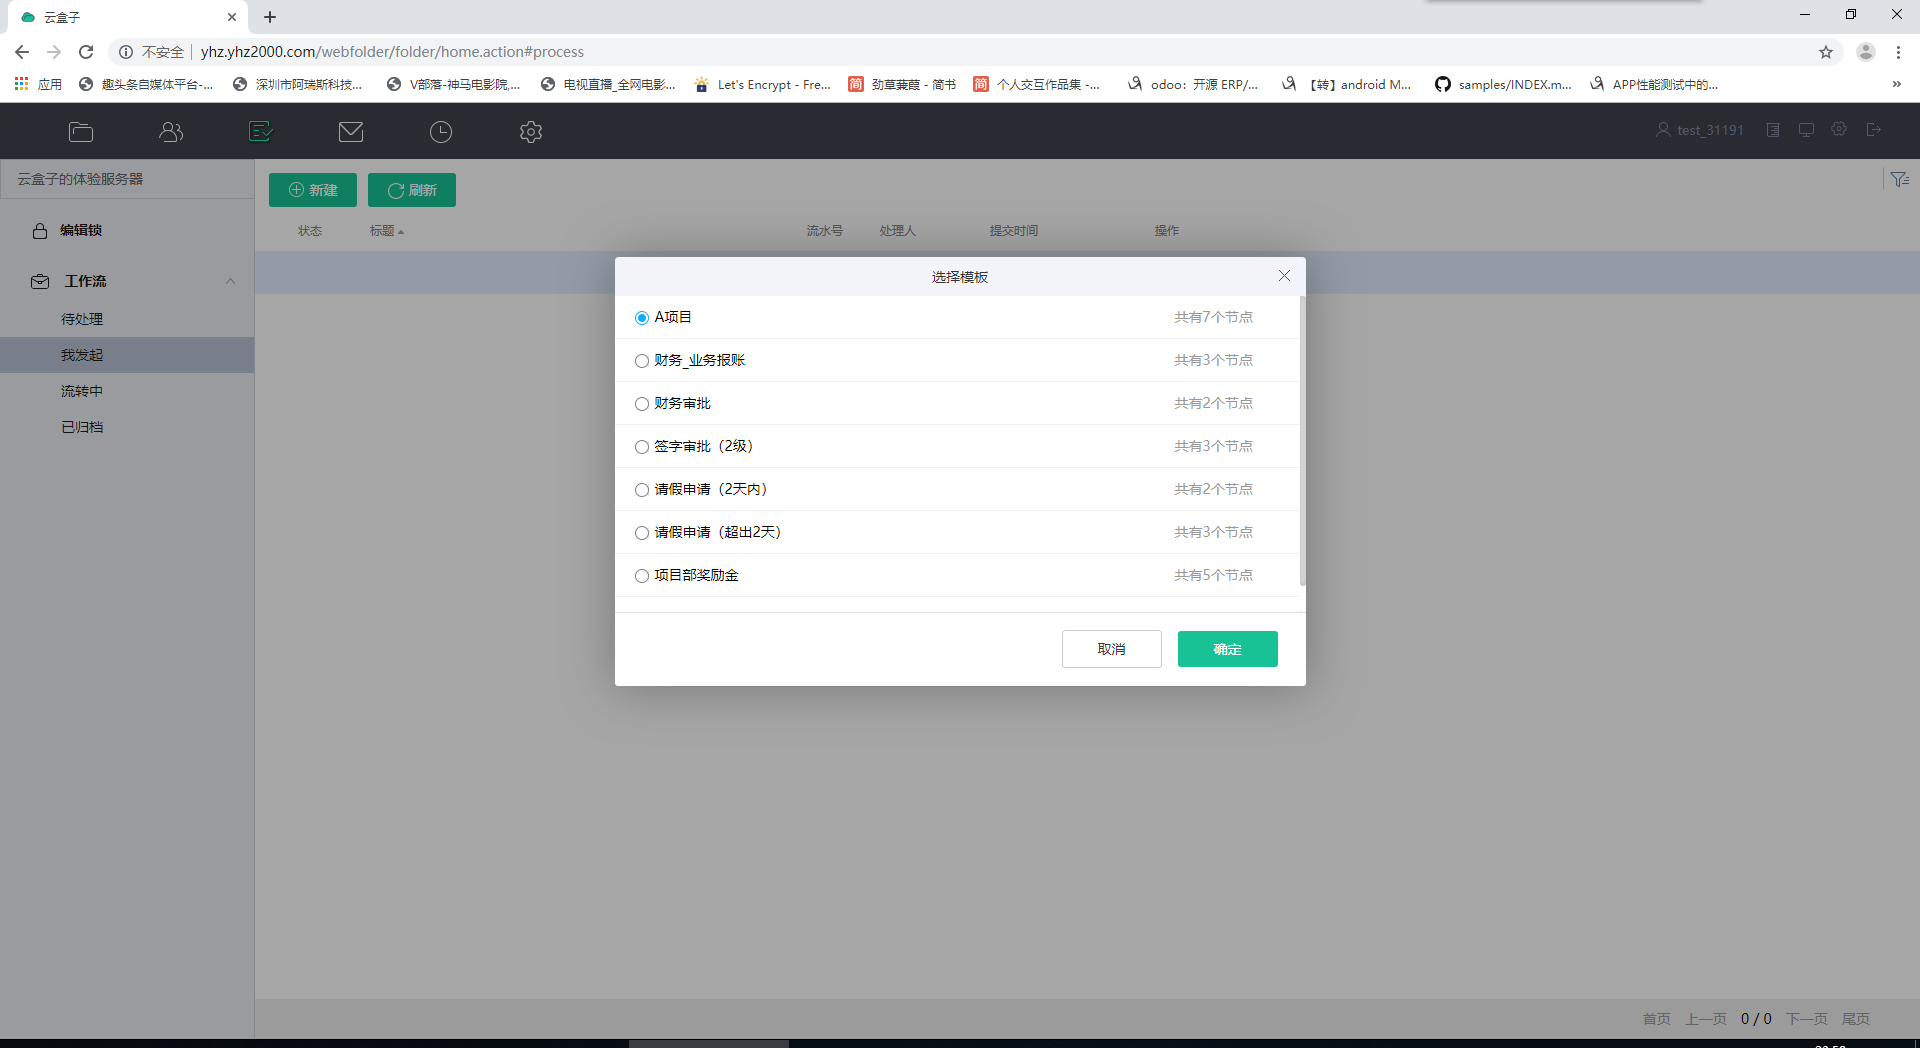 云盒子
不安全 yhz.yhz2000.com/webfolder/folder/home.action#process
应用 趣头条自媒体平台-... 深圳市阿瑞斯科技... V部落-神马电影院,... 电视直播_全网电影... Let's Encrypt - Fre... 简 劲草蒹葭 - 简书 简 个人交互作品集 -... odoo：开源 ERP/... 【转】android M... samples/INDEX.m... APP性能测试中的... »
test_31191
云盒子的体验服务器
新建 刷新
编辑锁
状态 标题 流水号 处理人 提交时间 操作
工作流
待处理
我发起
流转中
已归档
选择模板
A项目 共有7个节点
财务_业务报账 共有3个节点
财务审批 共有2个节点
签字审批（2级） 共有3个节点
请假申请（2天内） 共有2个节点
请假申请（超出2天） 共有3个节点
项目部奖励金 共有5个节点
取消 确定
首页 上一页 0 / 0 下一页 尾页